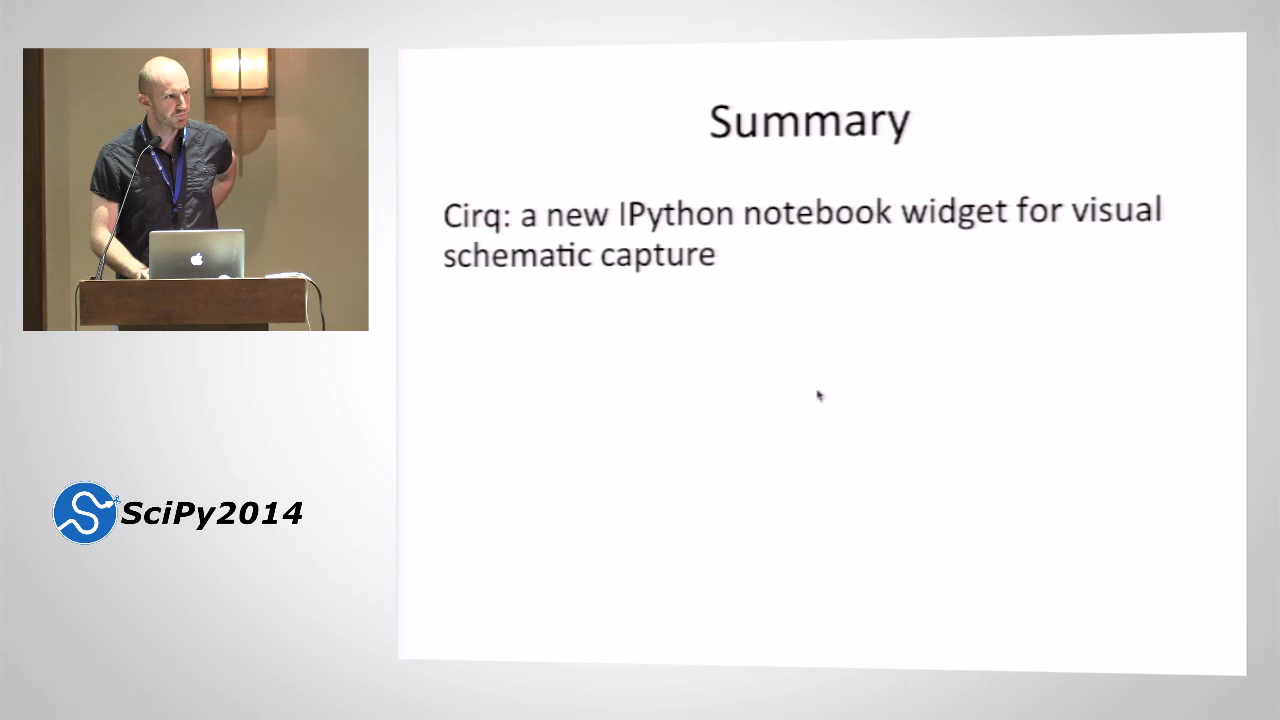 Summary
Cirq: a new IPython notebook widget for visual
schematic capture
SciPy2014